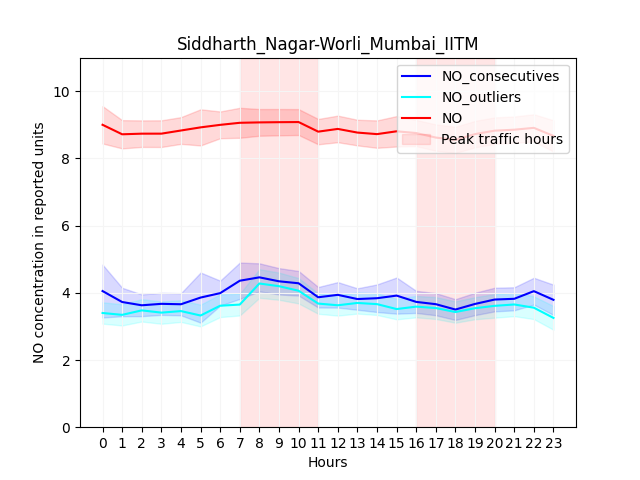 Siddharth_Nagar-Worli_Mumbai_IITM
NO concentration in reported units
10
8
6
4
2
0
NO_consecutives
NO_outliers
NO
Peak traffic hours
0 1 2 3 4 5 6 7 8 9 10 11 12 13 14 15 16 17 18 19 20 21 22 23
Hours